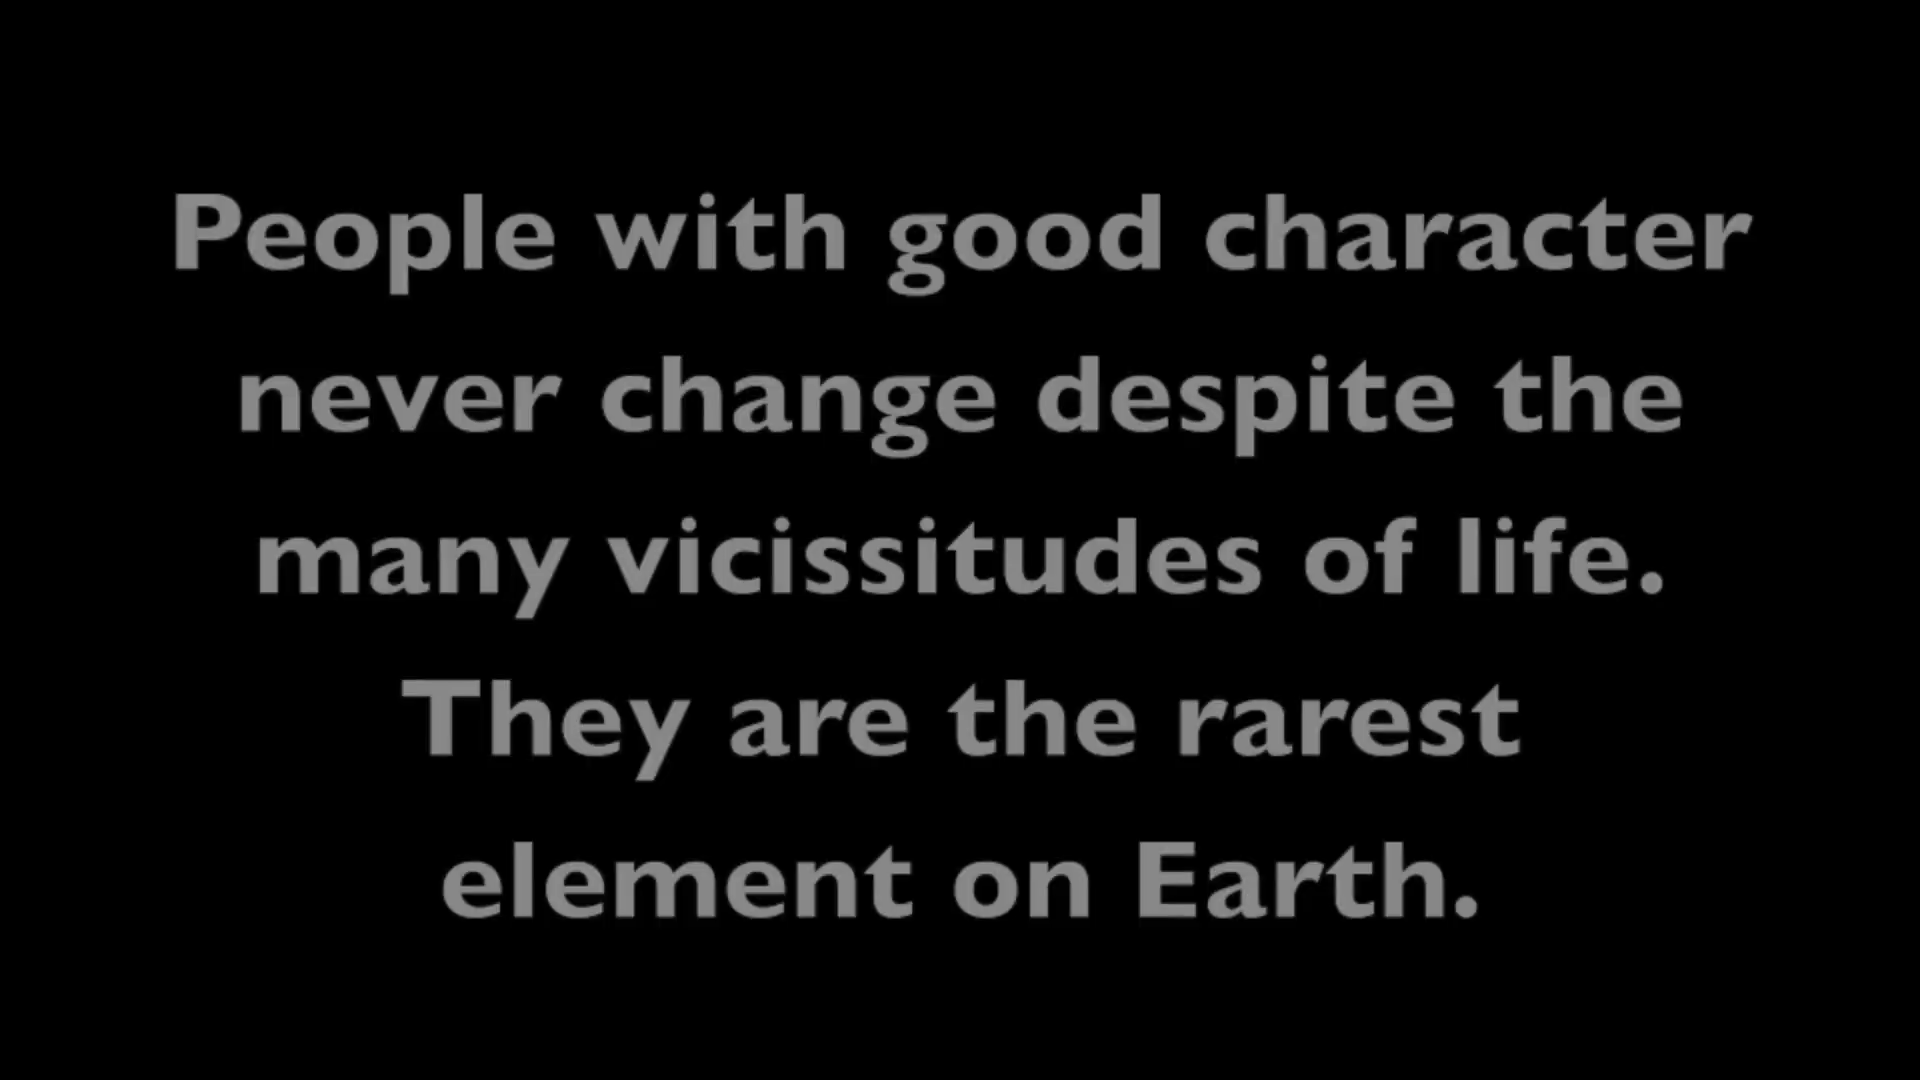 People with good character
never change despite the
many vicissitudes of life.
They are the rarest
element on Earth.